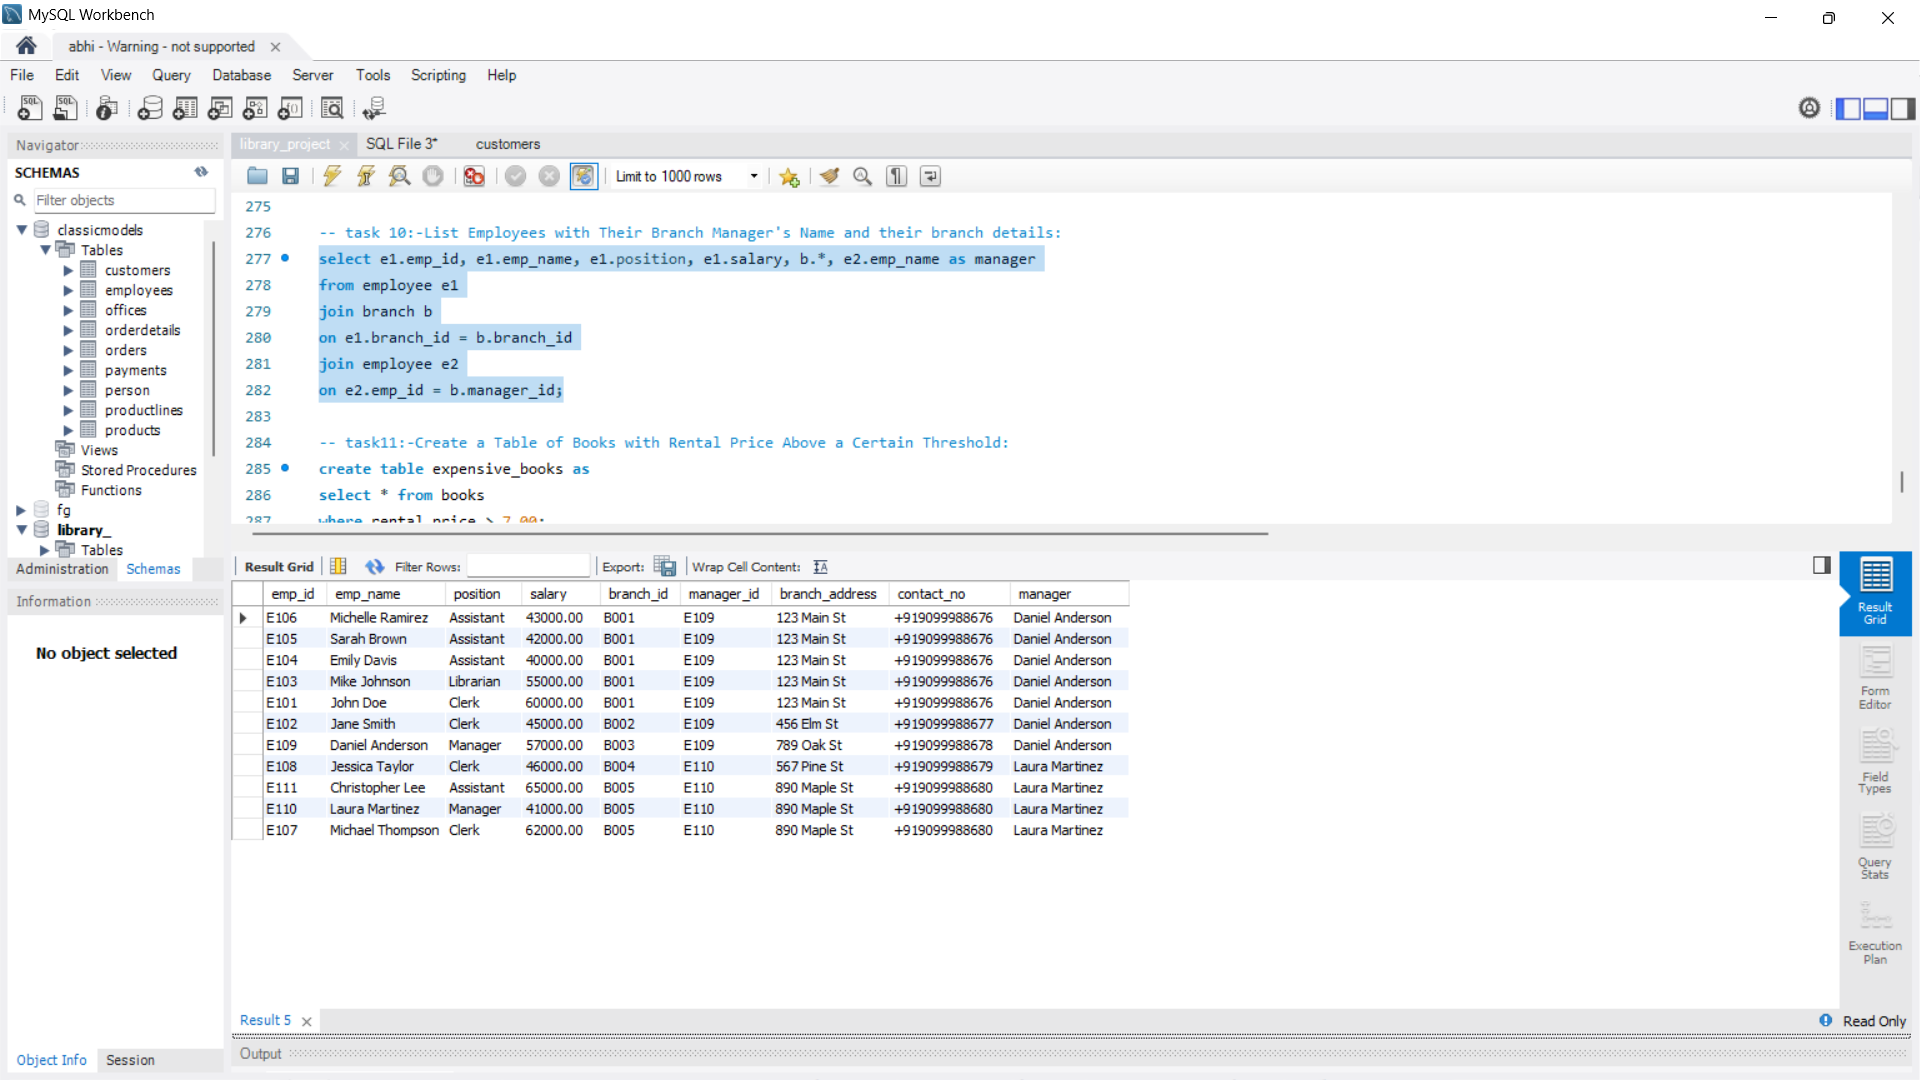 MySQL Workbench
abhi - Warning - not supported
File Edit View Query Database Server Tools Scripting Help
Navigator
SCHEMAS
Filter objects
classicmodels
Tables
customers
employees
offices
orderdetails
orders
payments
person
productlines
products
Views
Stored Procedures
Functions
fg
library_
Tables
Administration Schemas
Information
No object selected
Object Info Session
library_project SQL File 3* customers
Limit to 1000 rows
275
276 -- task 10:-List Employees with Their Branch Manager's Name and their branch details:
277 select e1.emp_id, e1.emp_name, e1.position, e1.salary, b.*, e2.emp_name as manager
278 from employee e1
279 join branch b
280 on e1.branch_id = b.branch_id
281 join employee e2
282 on e2.emp_id = b.manager_id;
283
284 -- task11:-Create a Table of Books with Rental Price Above a Certain Threshold:
285 create table expensive_books as
286 select * from books
287 where rental_price > 7.00;
Result Grid Filter Rows: Export: Wrap Cell Content:
emp_id emp_name position salary branch_id manager_id branch_address contact_no manager
E106 Michelle Ramirez Assistant 43000.00 B001 E109 123 Main St +919099988676 Daniel Anderson
E105 Sarah Brown Assistant 42000.00 B001 E109 123 Main St +919099988676 Daniel Anderson
E104 Emily Davis Assistant 40000.00 B001 E109 123 Main St +919099988676 Daniel Anderson
E103 Mike Johnson Librarian 55000.00 B001 E109 123 Main St +919099988676 Daniel Anderson
E101 John Doe Clerk 60000.00 B001 E109 123 Main St +919099988676 Daniel Anderson
E102 Jane Smith Clerk 45000.00 B002 E109 456 Elm St +919099988677 Daniel Anderson
E109 Daniel Anderson Manager 57000.00 B003 E109 789 Oak St +919099988678 Daniel Anderson
E108 Jessica Taylor Clerk 46000.00 B004 E110 567 Pine St +919099988679 Laura Martinez
E111 Christopher Lee Assistant 65000.00 B005 E110 890 Maple St +919099988680 Laura Martinez
E110 Laura Martinez Manager 41000.00 B005 E110 890 Maple St +919099988680 Laura Martinez
E107 Michael Thompson Clerk 62000.00 B005 E110 890 Maple St +919099988680 Laura Martinez
Result
Grid
Form
Editor
Field
Types
Query
Stats
Execution
Plan
Result 5
Read Only
Output